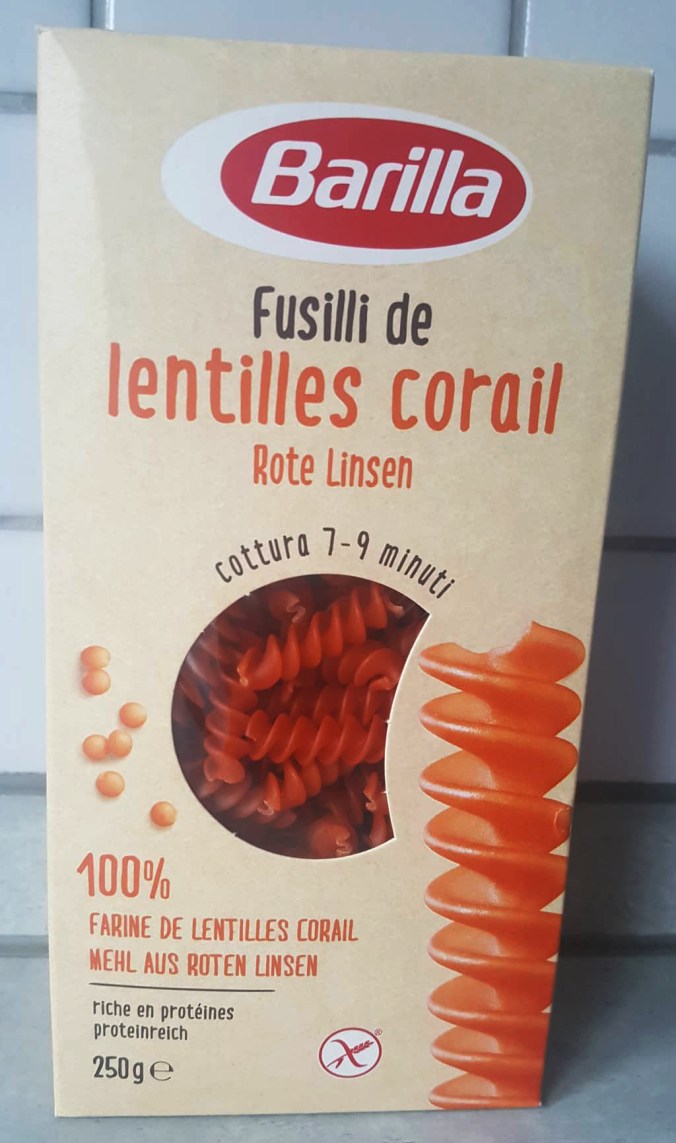 Barilla
Fusilli de
lentilles corail
Rote Linsen
cottura 7-9 minuti
100%
FARINE DE LENTILLES CORAIL
MEHL AUS ROTEN LINSEN
riche en protéines
proteinreich
250 g e
®